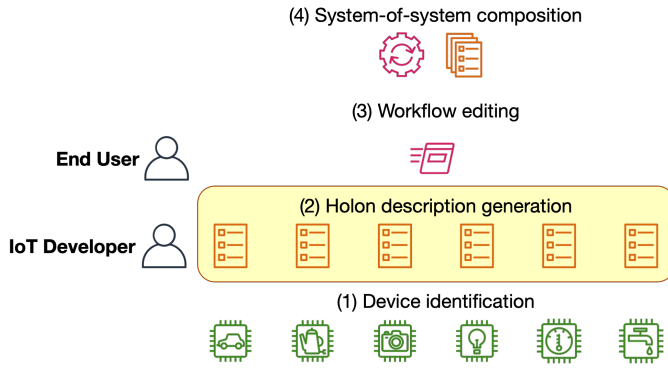 (4) System-of-system composition
(3) Workflow editing
End User
(2) Holon description generation
IoT Developer
(1) Device identification